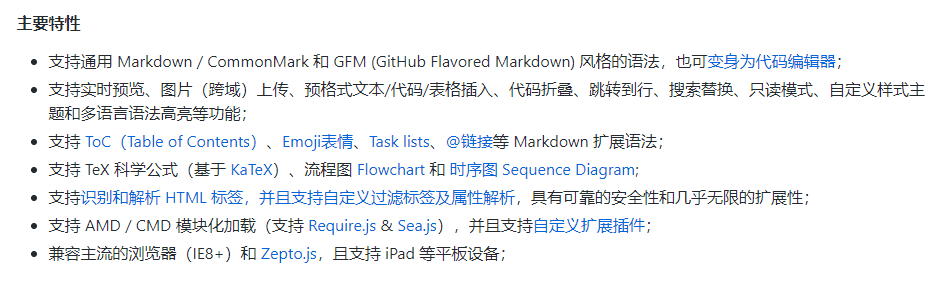 主要特性
支持通用 Markdown / CommonMark 和 GFM (GitHub Flavored Markdown) 风格的语法，也可变身为代码编辑器；
支持实时预览、图片（跨域）上传、预格式文本/代码/表格插入、代码折叠、跳转到行、搜索替换、只读模式、自定义样式主
题和多语言语法高亮等功能；
支持 ToC（Table of Contents）、Emoji表情、Task lists、@链接等 Markdown 扩展语法；
支持 TeX 科学公式（基于 KaTeX）、流程图 Flowchart 和 时序图 Sequence Diagram;
支持识别和解析 HTML 标签，并且支持自定义过滤标签及属性解析，具有可靠的安全性和几乎无限的扩展性；
支持 AMD / CMD 模块化加载（支持 Require.js & Sea.js），并且支持自定义扩展插件；
兼容主流的浏览器（IE8+）和 Zepto.js，且支持 iPad 等平板设备；